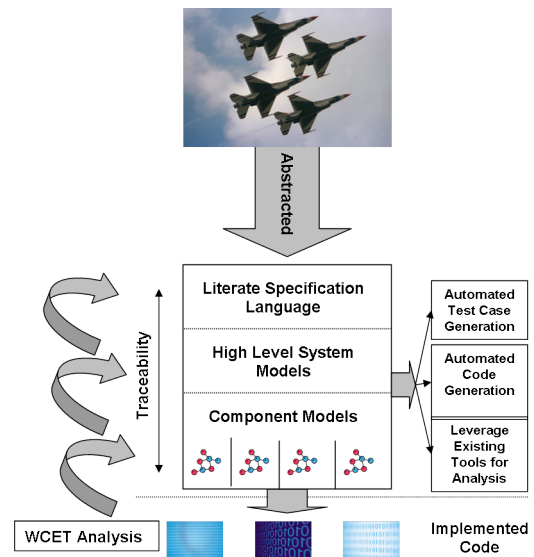 Abstracted
Literate Specification
Language
High Level System
Models
Component Models
Traceability
Automated
Test Case
Generation
Automated
Code
Generation
Leverage
Existing
Tools for
Analysis
WCET Analysis
Implemented
Code